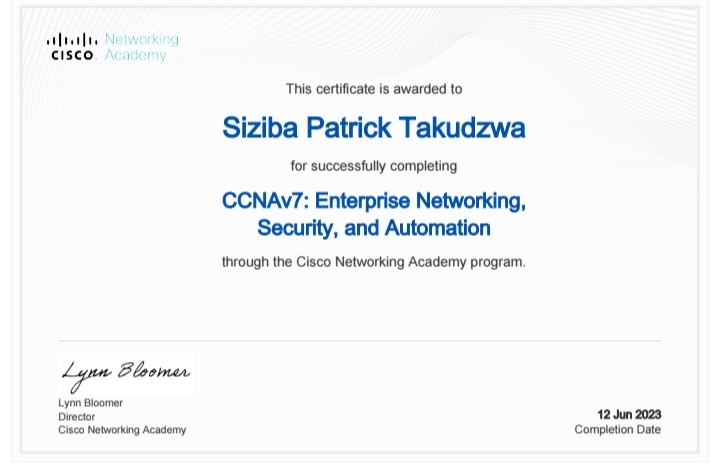 Networking
CISCO Academy
This certificate is awarded to
Siziba Patrick Takudzwa
for successfully completing
CCNAv7: Enterprise Networking,
Security, and Automation
through the Cisco Networking Academy program.
Lynn Bloomer
Lynn Bloomer
Director
Cisco Networking Academy
12 Jun 2023
Completion Date